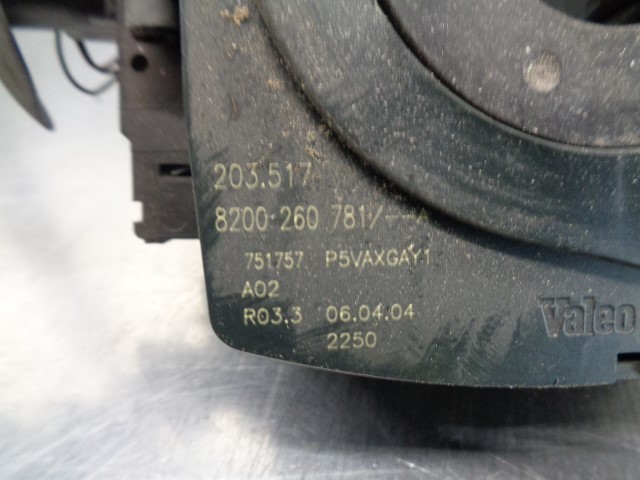 203.517
8200 260 781/--A
751757 P5VAXGAY1
A02
R03.3 06.04.04
2250
Valeo